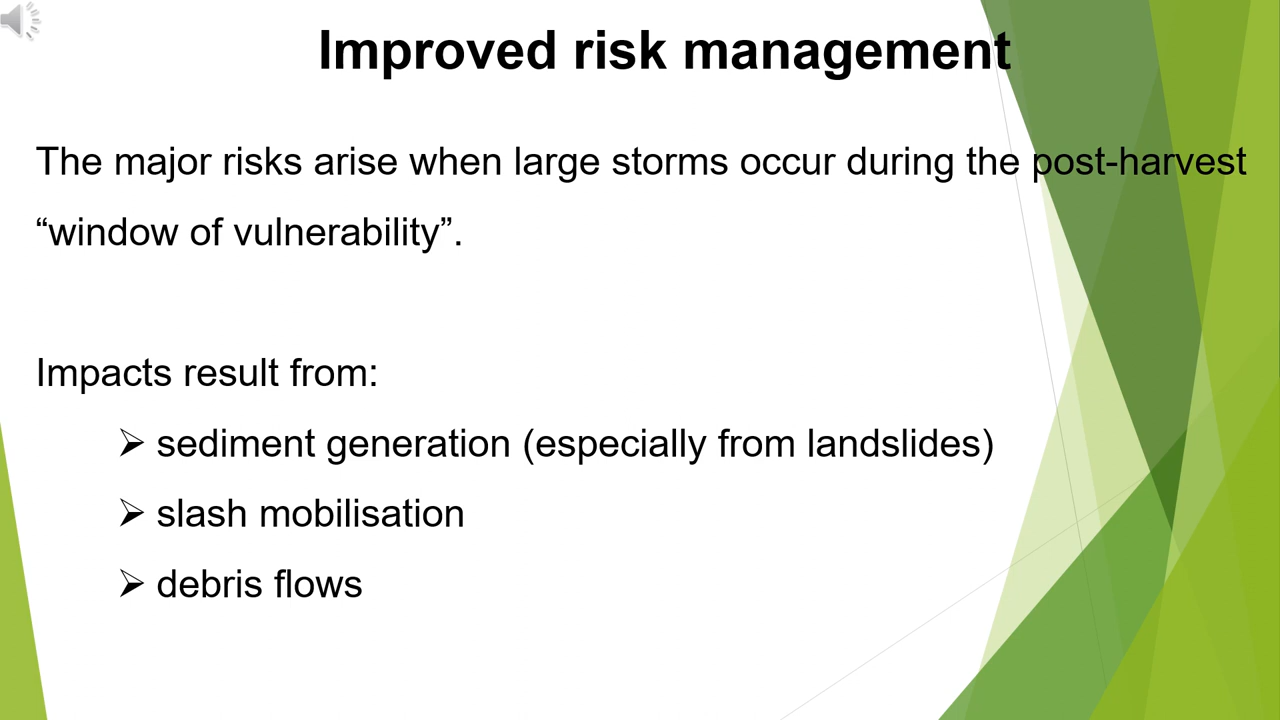 Improved risk management
The major risks arise when large storms occur during the post-harvest
“window of vulnerability”.
Impacts result from:
➢ sediment generation (especially from landslides)
➢ slash mobilisation
➢ debris flows